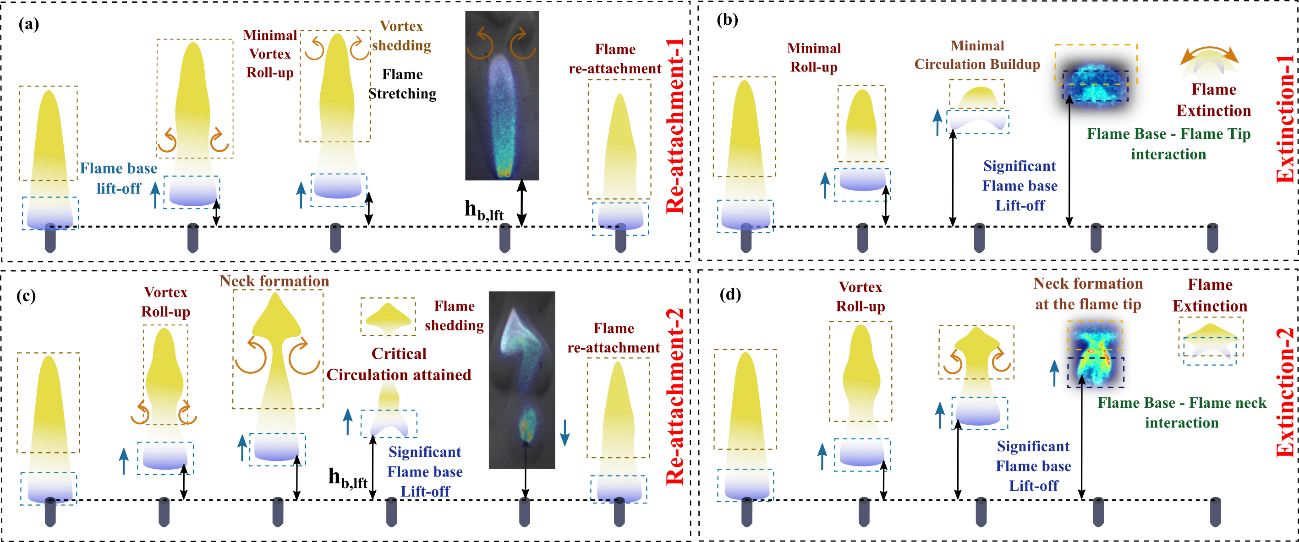 (a)
Minimal
Vortex
Roll-up
Vortex
shedding
Flame
Stretching
Flame
re-attachment
Flame base
lift-off
h_b,lft
Re-attachment-1
(b)
Minimal
Roll-up
Minimal
Circulation Buildup
Flame
Extinction
Flame Base - Flame Tip
interaction
Significant
Flame base
Lift-off
Extinction-1
(c)
Vortex
Roll-up
Neck formation
Flame
shedding
Critical
Circulation attained
Flame
re-attachment
h_b,lft
Significant
Flame base
Lift-off
Re-attachment-2
(d)
Vortex
Roll-up
Neck formation
at the flame tip
Flame
Extinction
Flame Base - Flame neck
interaction
Significant
Flame base
Lift-off
Extinction-2